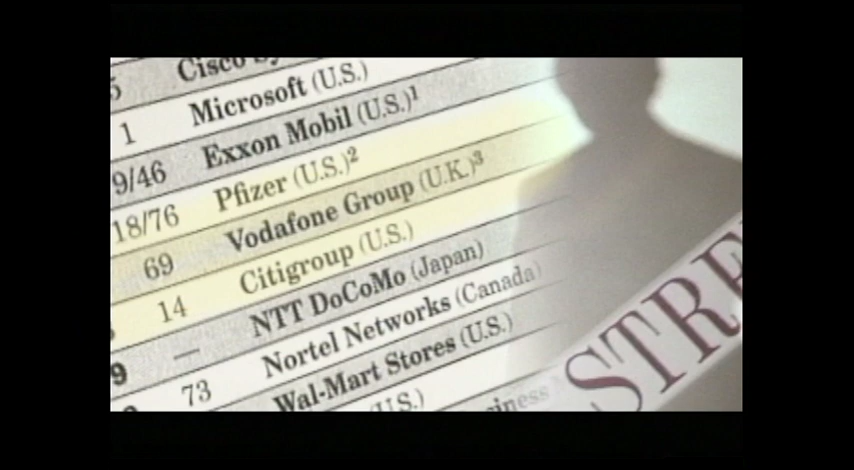 5 Cisco
1 Microsoft (U.S.)
9/46 Exxon Mobil (U.S.)¹
18/76 Pfizer (U.S.)²
69 Vodafone Group (U.K.)³
14 Citigroup (U.S.)
9 — NTT DoCoMo (Japan)
73 Nortel Networks (Canada)
Wal-Mart Stores (U.S.)
(U.S.)
siness
STRE